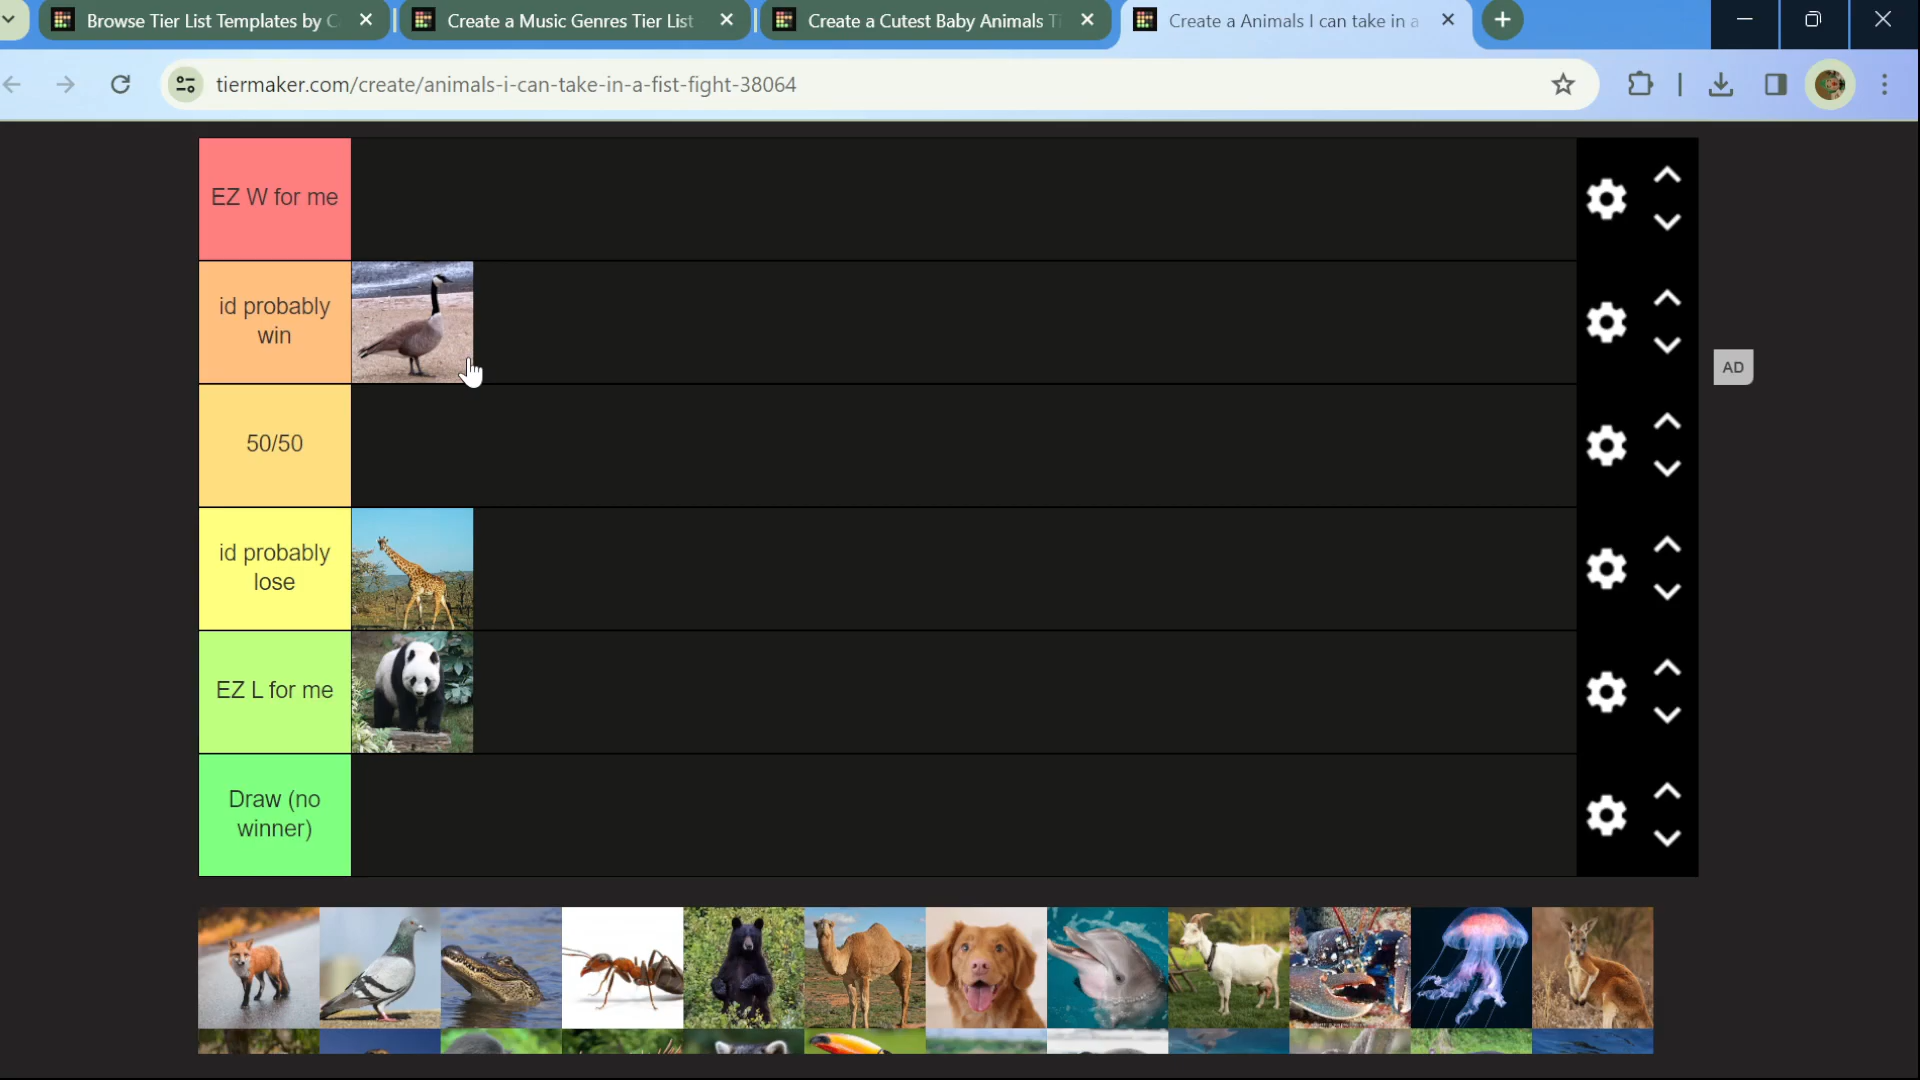 Browse Tier List Templates by C
Create a Music Genres Tier List
Create a Cutest Baby Animals Ti
Create a Animals I can take in a
tiermaker.com/create/animals-i-can-take-in-a-fist-fight-38064
EZ W for me
id probably
win
AD
50/50
id probably
lose
EZ L for me
Draw (no
winner)